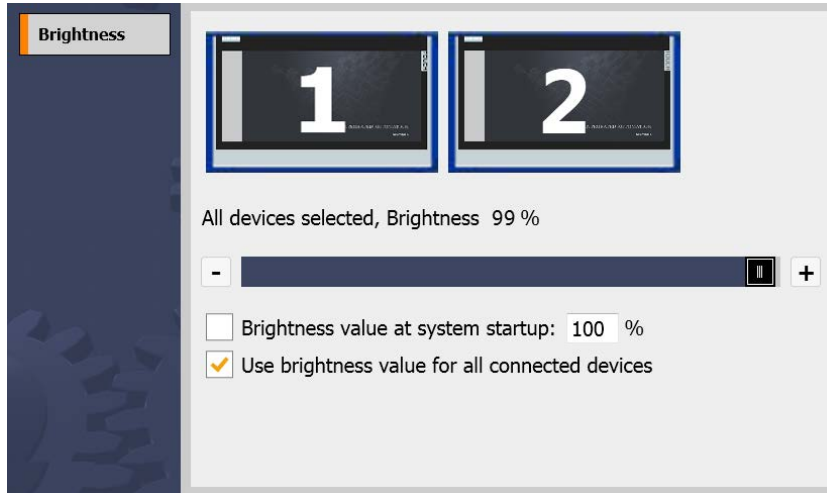 Brightness
1
2
All devices selected, Brightness 99 %
- +
Brightness value at system startup: 100 %
Use brightness value for all connected devices